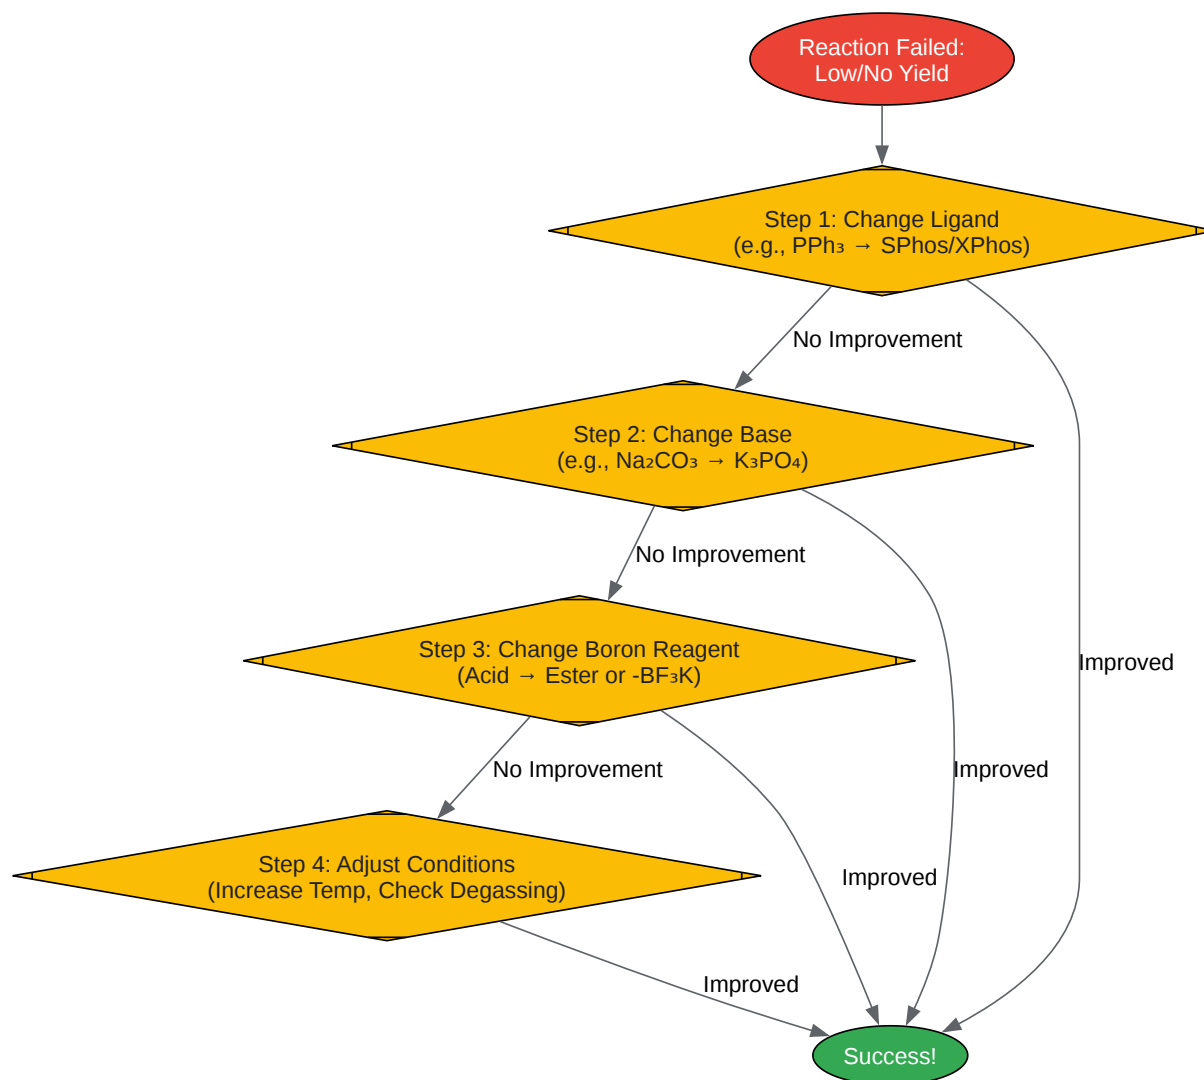 Reaction Failed:
Low/No Yield
Step 1: Change Ligand
(e.g., PPh₃ → SPhos/XPhos)
No Improvement
Step 2: Change Base
(e.g., Na₂CO₃ → K₃PO₄)
No Improvement
Step 3: Change Boron Reagent
(Acid → Ester or -BF₃K)
Improved
No Improvement
Improved
Step 4: Adjust Conditions
(Increase Temp, Check Degassing)
Improved
Improved
Success!